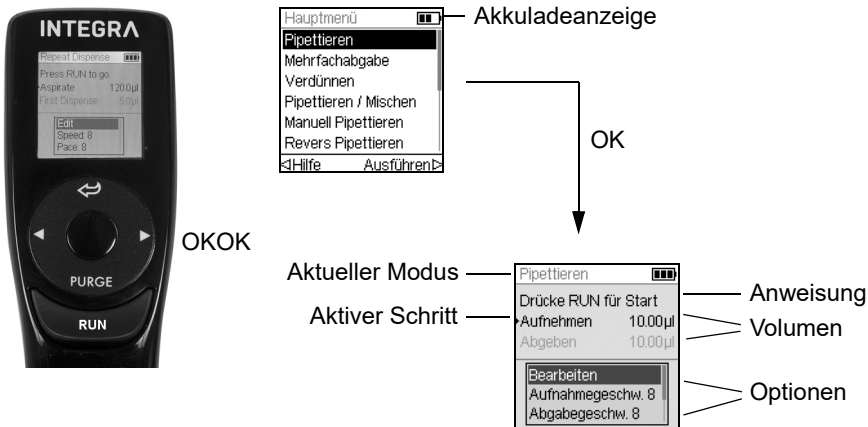 INTEGRA
Repeat Dispense
Press RUN to go.
Aspirate 120.0µl
First Dispense 5.0µl
Edit
Speed: 8
Pace: 8
OKOK
PURGE
RUN
Hauptmenü
Akkuladeanzeige
Pipettieren
Mehrfachabgabe
Verdünnen
Pipettieren / Mischen
Manuell Pipettieren
Revers Pipettieren
Hilfe Ausführen
OK
Aktueller Modus
Pipettieren
Drücke RUN für Start
Anweisung
Aktiver Schritt
Aufnehmen 10.00µl
Abgeben 10.00µl
Volumen
Bearbeiten
Aufnahmegeschw. 8
Abgabegeschw. 8
Optionen